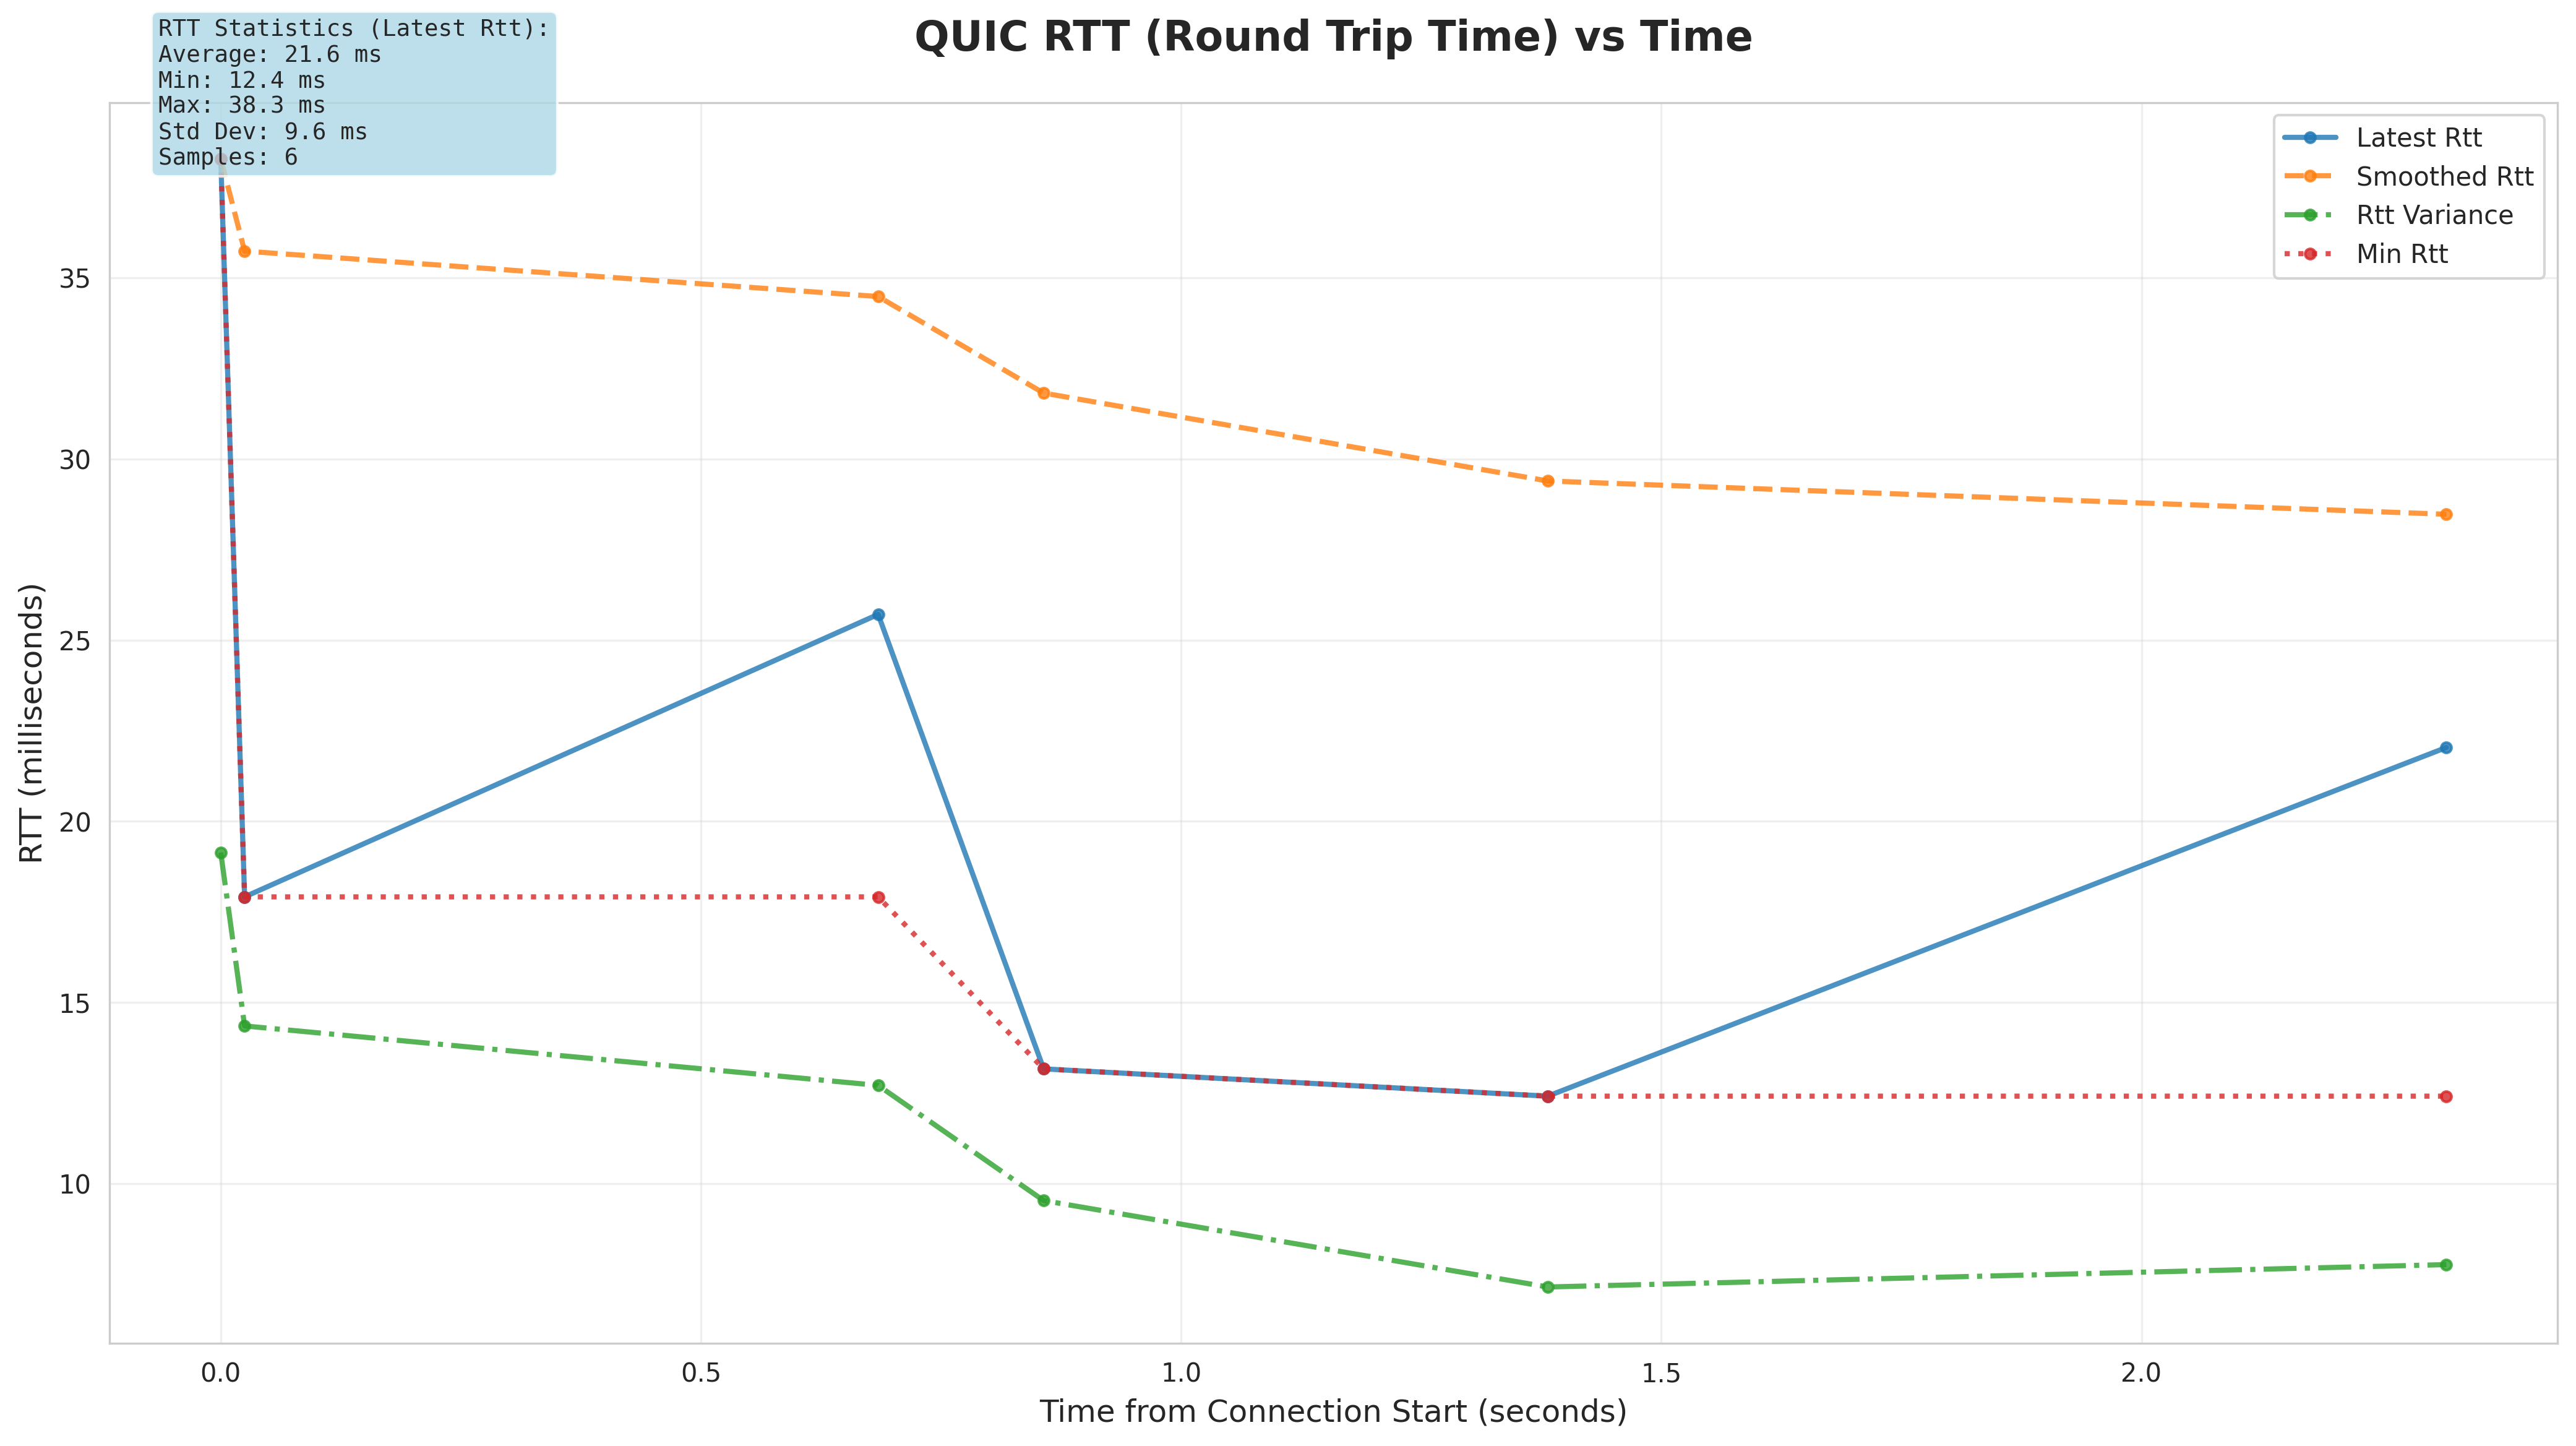 QUIC RTT (Round Trip Time) vs Time
RTT Statistics (Latest Rtt):
Average: 21.6 ms
Min: 12.4 ms
Max: 38.3 ms
Std Dev: 9.6 ms
Samples: 6
Latest Rtt
Smoothed Rtt
Rtt Variance
Min Rtt
RTT (milliseconds)
35
30
25
20
15
10
0.0
0.5
1.0
1.5
2.0
Time from Connection Start (seconds)